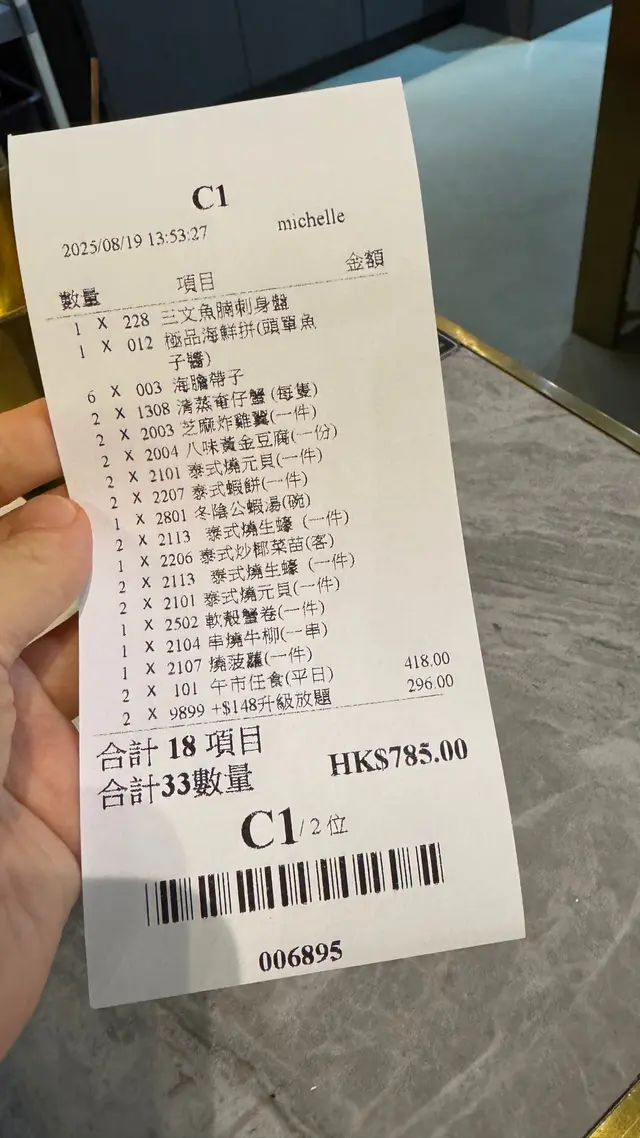 C1
2025/08/19 13:53:27 michelle
數量 項目 金額
1 X 228 三文魚腩刺身盤
1 X 012 極品海鮮拼(頭單魚
子醬)
6 X 003 海膽帶子
2 X 1308 清蒸奄仔蟹 (每隻)
2 X 2003 芝麻炸雞翼(一件)
2 X 2004 八味黃金豆腐(一份)
2 X 2101 泰式燒元貝(一件)
2 X 2207 泰式蝦餅(一件)
1 X 2801 冬陰公蝦湯(碗)
2 X 2113 泰式燒生蠔 (一件)
1 X 2206 泰式炒椰菜苗(客)
2 X 2113 泰式燒生蠔 (一件)
2 X 2101 泰式燒元貝(一件)
1 X 2502 軟殼蟹卷(一件)
1 X 2104 串燒牛柳(一串)
1 X 2107 燒菠蘿(一件)
2 X 101 午市任食(平日) 418.00
2 X 9899 +$148升級放題 296.00
合計 18 項目
合計33數量 HK$785.00
C1/ 2 位
006895